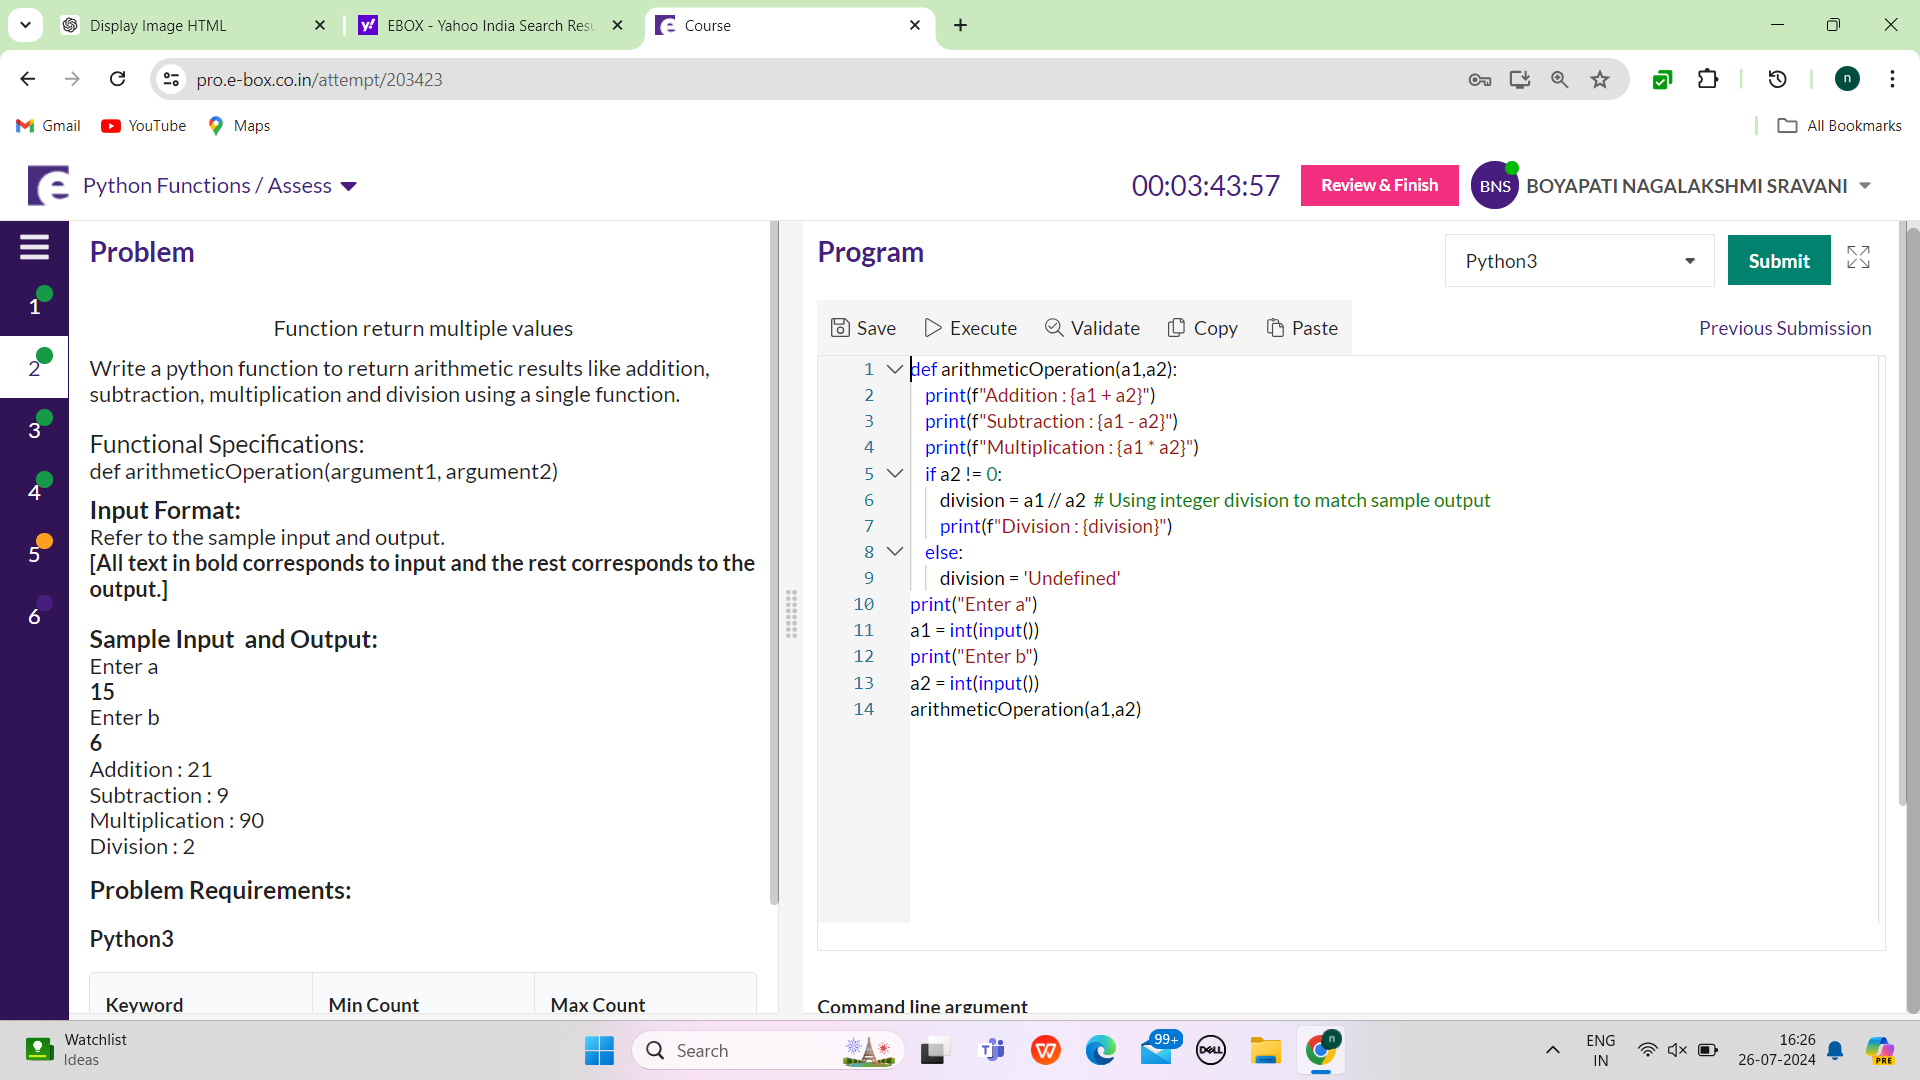 Display Image HTML
EBOX - Yahoo India Search Resu
Course
pro.e-box.co.in/attempt/203423
Gmail
YouTube
Maps
All Bookmarks
Python Functions / Assess
00:03:43:57
Review & Finish
BNS
BOYAPATI NAGALAKSHMI SRAVANI
1
2
3
4
5
6
Problem
Function return multiple values
Write a python function to return arithmetic results like addition,
subtraction, multiplication and division using a single function.
Functional Specifications:
def arithmeticOperation(argument1, argument2)
Input Format:
Refer to the sample input and output.
[All text in bold corresponds to input and the rest corresponds to the
output.]
Sample Input  and Output:
Enter a
15
Enter b
6
Addition : 21
Subtraction : 9
Multiplication : 90
Division : 2
Problem Requirements:
Python3
Keyword
Min Count
Max Count
Program
Python3
Submit
Save
Execute
Validate
Copy
Paste
Previous Submission
1 def arithmeticOperation(a1,a2):
2 print(f"Addition : {a1 + a2}")
3 print(f"Subtraction : {a1 - a2}")
4 print(f"Multiplication : {a1 * a2}")
5 if a2 != 0:
6 division = a1 // a2  # Using integer division to match sample output
7 print(f"Division : {division}")
8 else:
9 division = 'Undefined'
10 print("Enter a")
11 a1 = int(input())
12 print("Enter b")
13 a2 = int(input())
14 arithmeticOperation(a1,a2)
Command line argument
Watchlist
Ideas
Search
99+
DELL
n
ENG
IN
16:26
26-07-2024
PRE